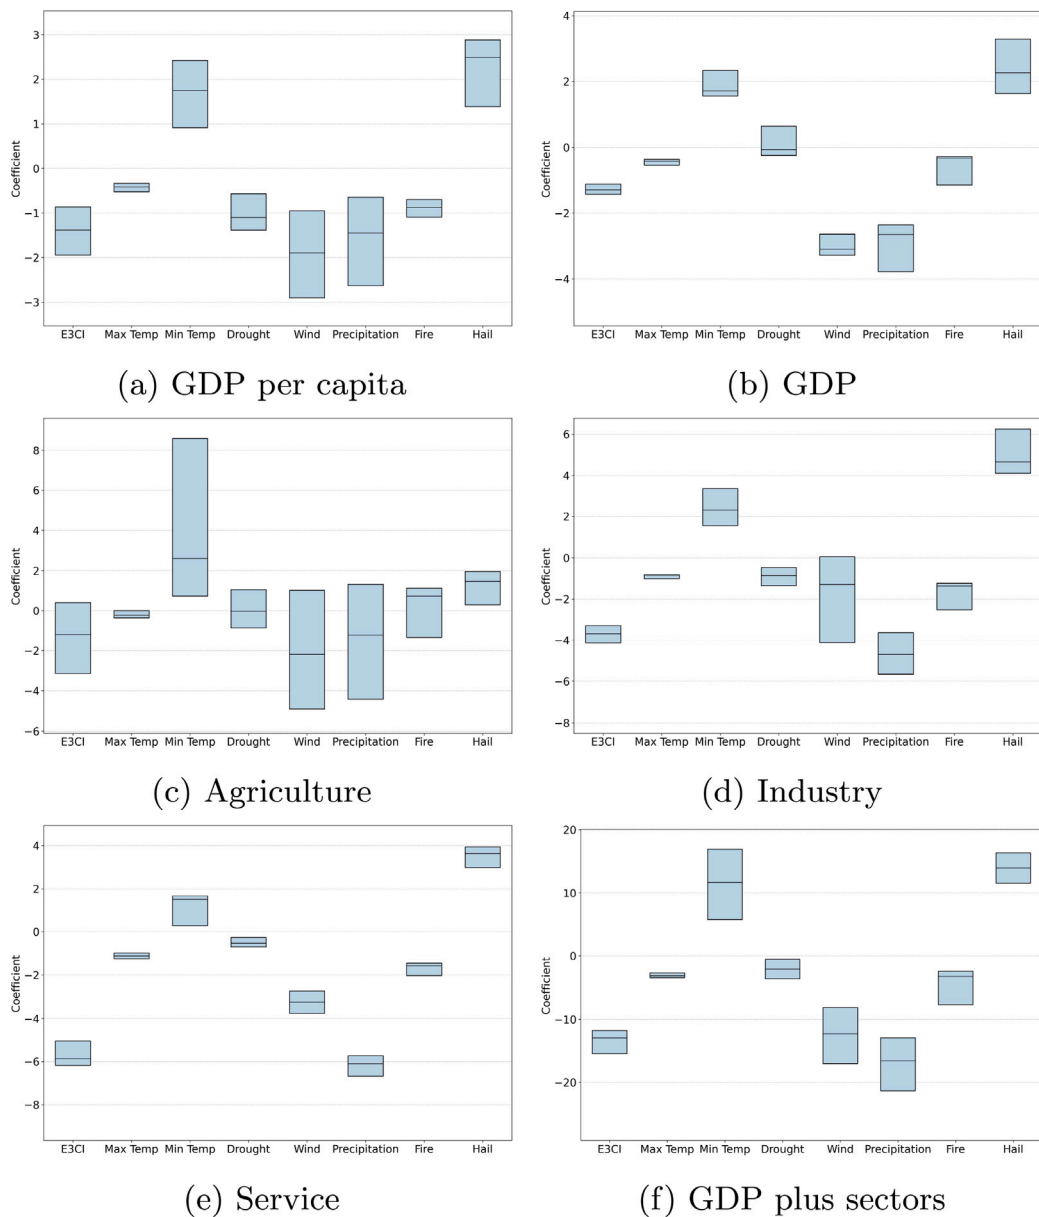 3
2
1
0
−1
−2
−3
Coefficient
E3CI Max Temp Min Temp Drought Wind Precipitation Fire Hail
(a) GDP per capita
4
2
0
−2
−4
Coefficient
E3CI Max Temp Min Temp Drought Wind Precipitation Fire Hail
(b) GDP
8
6
4
2
0
−2
−4
−6
Coefficient
E3CI Max Temp Min Temp Drought Wind Precipitation Fire Hail
(c) Agriculture
6
4
2
0
−2
−4
−6
−8
Coefficient
E3CI Max Temp Min Temp Drought Wind Precipitation Fire Hail
(d) Industry
4
2
0
−2
−4
−6
−8
Coefficient
E3CI Max Temp Min Temp Drought Wind Precipitation Fire Hail
(e) Service
20
10
0
−10
−20
Coefficient
E3CI Max Temp Min Temp Drought Wind Precipitation Fire Hail
(f) GDP plus sectors